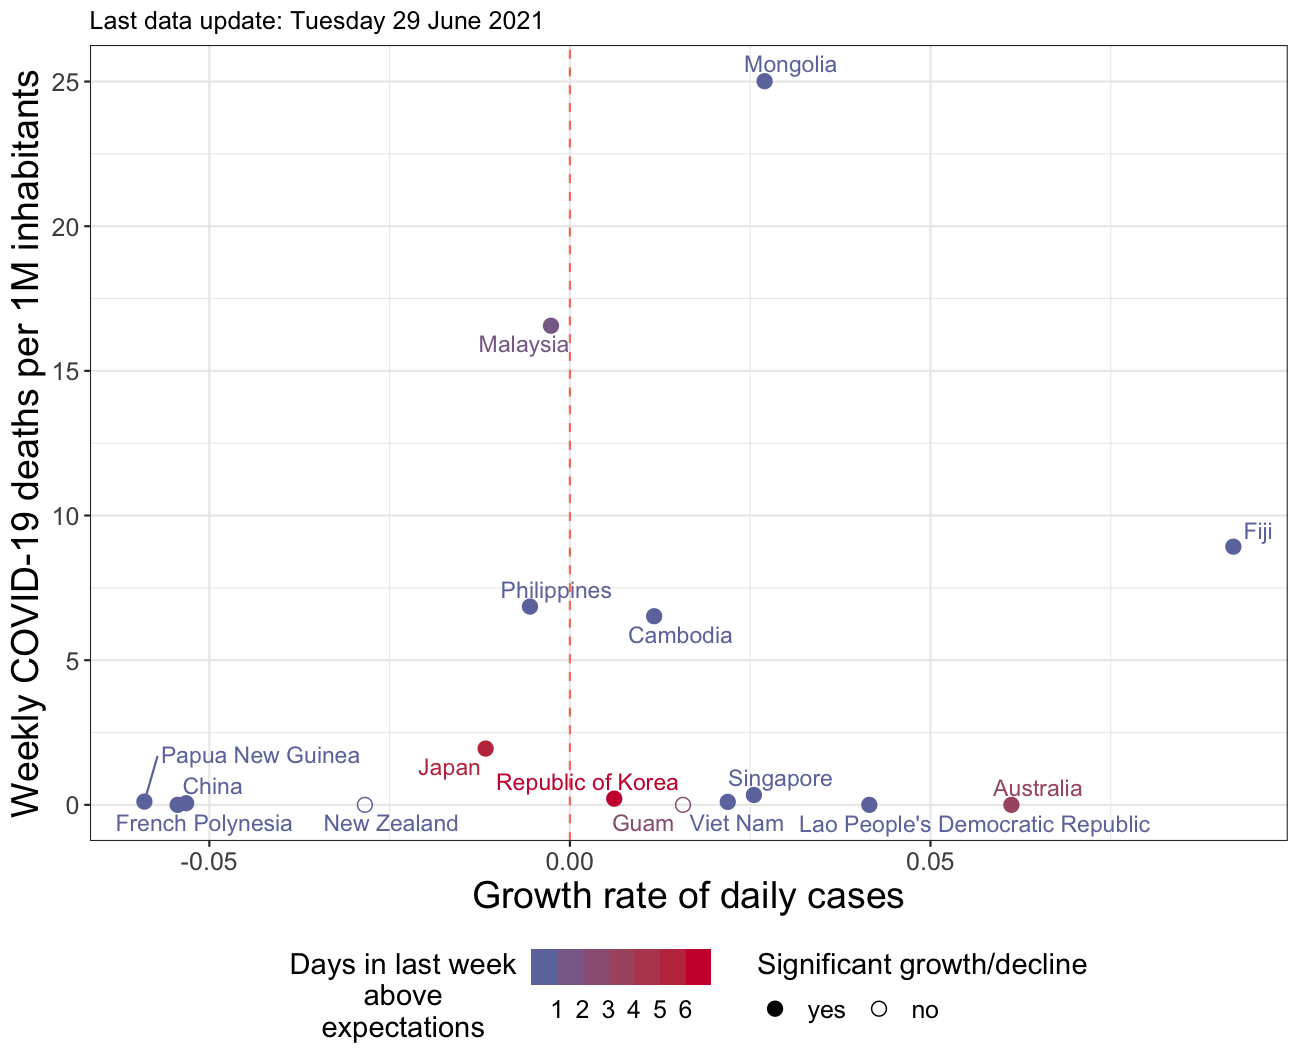 Last data update: Tuesday 29 June 2021
Weekly COVID-19 deaths per 1M inhabitants
25
20
15
10
5
0
Mongolia
Malaysia
Fiji
Philippines
Cambodia
Papua New Guinea
Japan
China
Republic of Korea
Singapore
Australia
French Polynesia
New Zealand
Guam
Viet Nam
Lao People's Democratic Republic
-0.05
0.00
0.05
Growth rate of daily cases
Days in last week
above
expectations
1 2 3 4 5 6
Significant growth/decline
yes
no